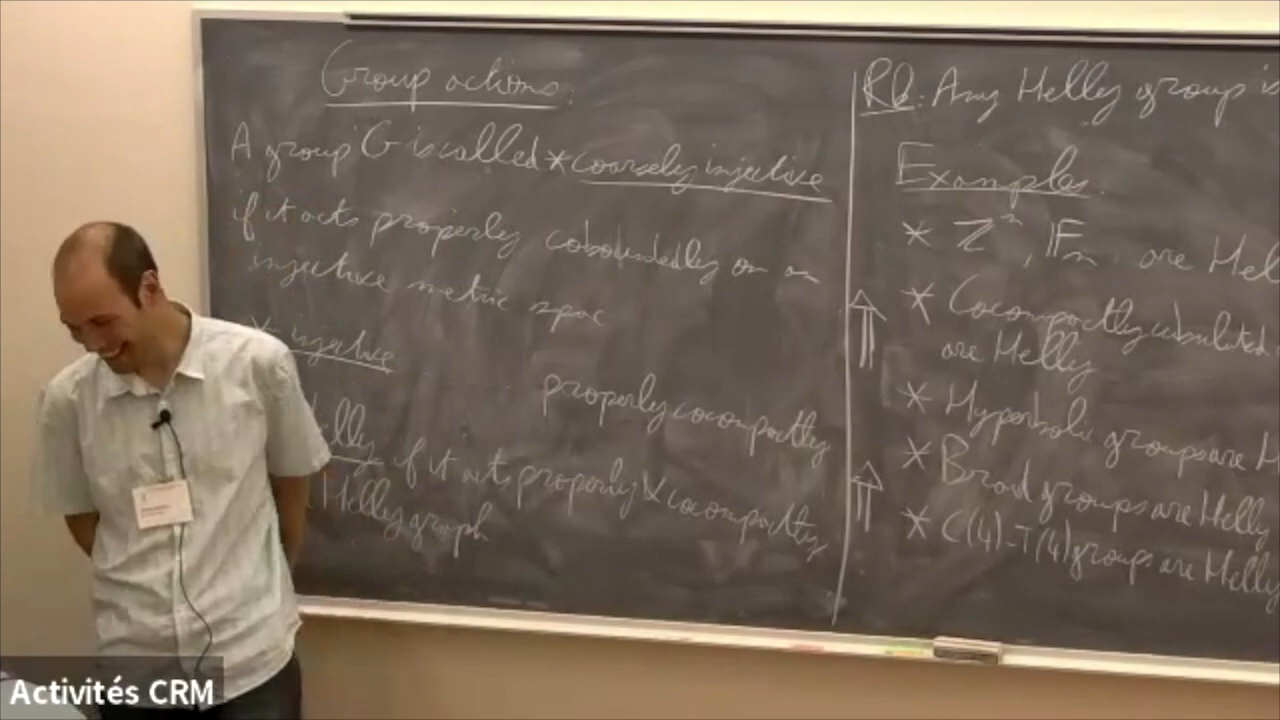 Group actions.
A group G is called * coarsely injective
if it acts properly coboundedly on an
injective metric spac
* injective
properly cocompactly
elly if it acts properly & cocompactly
Helly graph
Rk: Any Helly group is
Examples
* Z^n, F_n are Hel
* Cocompactly cubulated
are Helly
* Hyperbolic groups are H
* Braid groups are Helly
* C(4)-T(4) groups are Helly
Activités CRM